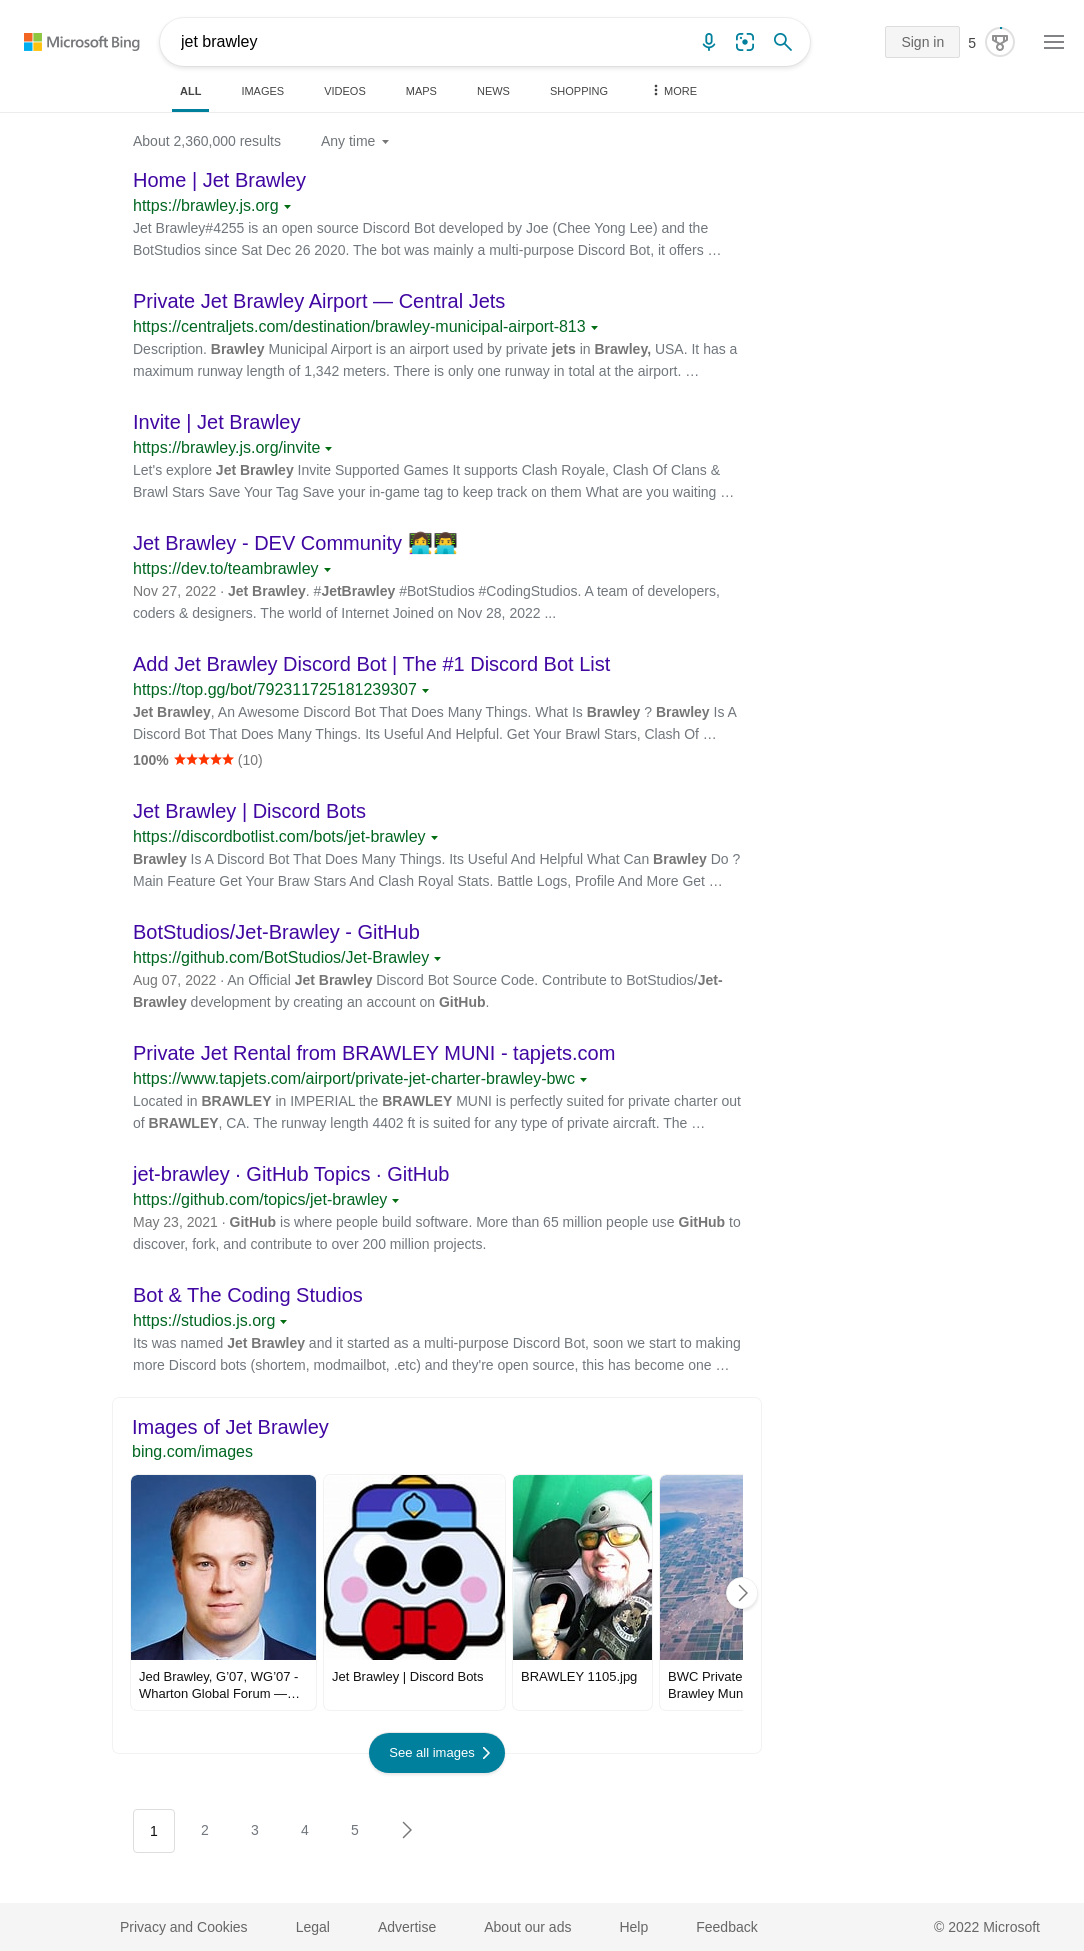 Microsoft Bing
jet brawley
Sign in
5
ALL
IMAGES
VIDEOS
MAPS
NEWS
SHOPPING
MORE
About 2,360,000 results
Any time
Home | Jet Brawley
https://brawley.js.org
Jet Brawley#4255 is an open source Discord Bot developed by Joe (Chee Yong Lee) and the
BotStudios since Sat Dec 26 2020. The bot was mainly a multi-purpose Discord Bot, it offers …
Private Jet Brawley Airport — Central Jets
https://centraljets.com/destination/brawley-municipal-airport-813
Description. Brawley Municipal Airport is an airport used by private jets in Brawley, USA. It has a
maximum runway length of 1,342 meters. There is only one runway in total at the airport. …
Invite | Jet Brawley
https://brawley.js.org/invite
Let's explore Jet Brawley Invite Supported Games It supports Clash Royale, Clash Of Clans &
Brawl Stars Save Your Tag Save your in-game tag to keep track on them What are you waiting …
Jet Brawley - DEV Community 👩‍💻👨‍💻
https://dev.to/teambrawley
Nov 27, 2022 · Jet Brawley. #JetBrawley #BotStudios #CodingStudios. A team of developers,
coders & designers. The world of Internet Joined on Nov 28, 2022 ...
Add Jet Brawley Discord Bot | The #1 Discord Bot List
https://top.gg/bot/792311725181239307
Jet Brawley, An Awesome Discord Bot That Does Many Things. What Is Brawley ? Brawley Is A
Discord Bot That Does Many Things. Its Useful And Helpful. Get Your Brawl Stars, Clash Of …
100% ★★★★★ (10)
Jet Brawley | Discord Bots
https://discordbotlist.com/bots/jet-brawley
Brawley Is A Discord Bot That Does Many Things. Its Useful And Helpful What Can Brawley Do ?
Main Feature Get Your Braw Stars And Clash Royal Stats. Battle Logs, Profile And More Get …
BotStudios/Jet-Brawley - GitHub
https://github.com/BotStudios/Jet-Brawley
Aug 07, 2022 · An Official Jet Brawley Discord Bot Source Code. Contribute to BotStudios/Jet-
Brawley development by creating an account on GitHub.
Private Jet Rental from BRAWLEY MUNI - tapjets.com
https://www.tapjets.com/airport/private-jet-charter-brawley-bwc
Located in BRAWLEY in IMPERIAL the BRAWLEY MUNI is perfectly suited for private charter out
of BRAWLEY, CA. The runway length 4402 ft is suited for any type of private aircraft. The …
jet-brawley · GitHub Topics · GitHub
https://github.com/topics/jet-brawley
May 23, 2021 · GitHub is where people build software. More than 65 million people use GitHub to
discover, fork, and contribute to over 200 million projects.
Bot & The Coding Studios
https://studios.js.org
Its was named Jet Brawley and it started as a multi-purpose Discord Bot, soon we start to making
more Discord bots (shortem, modmailbot, .etc) and they're open source, this has become one …
Images of Jet Brawley
bing.com/images
Jed Brawley, G'07, WG'07 -
Wharton Global Forum —…
Jet Brawley | Discord Bots
BRAWLEY 1105.jpg
BWC Private
Brawley Mun
See all images
1
2
3
4
5
Privacy and Cookies
Legal
Advertise
About our ads
Help
Feedback
© 2022 Microsoft